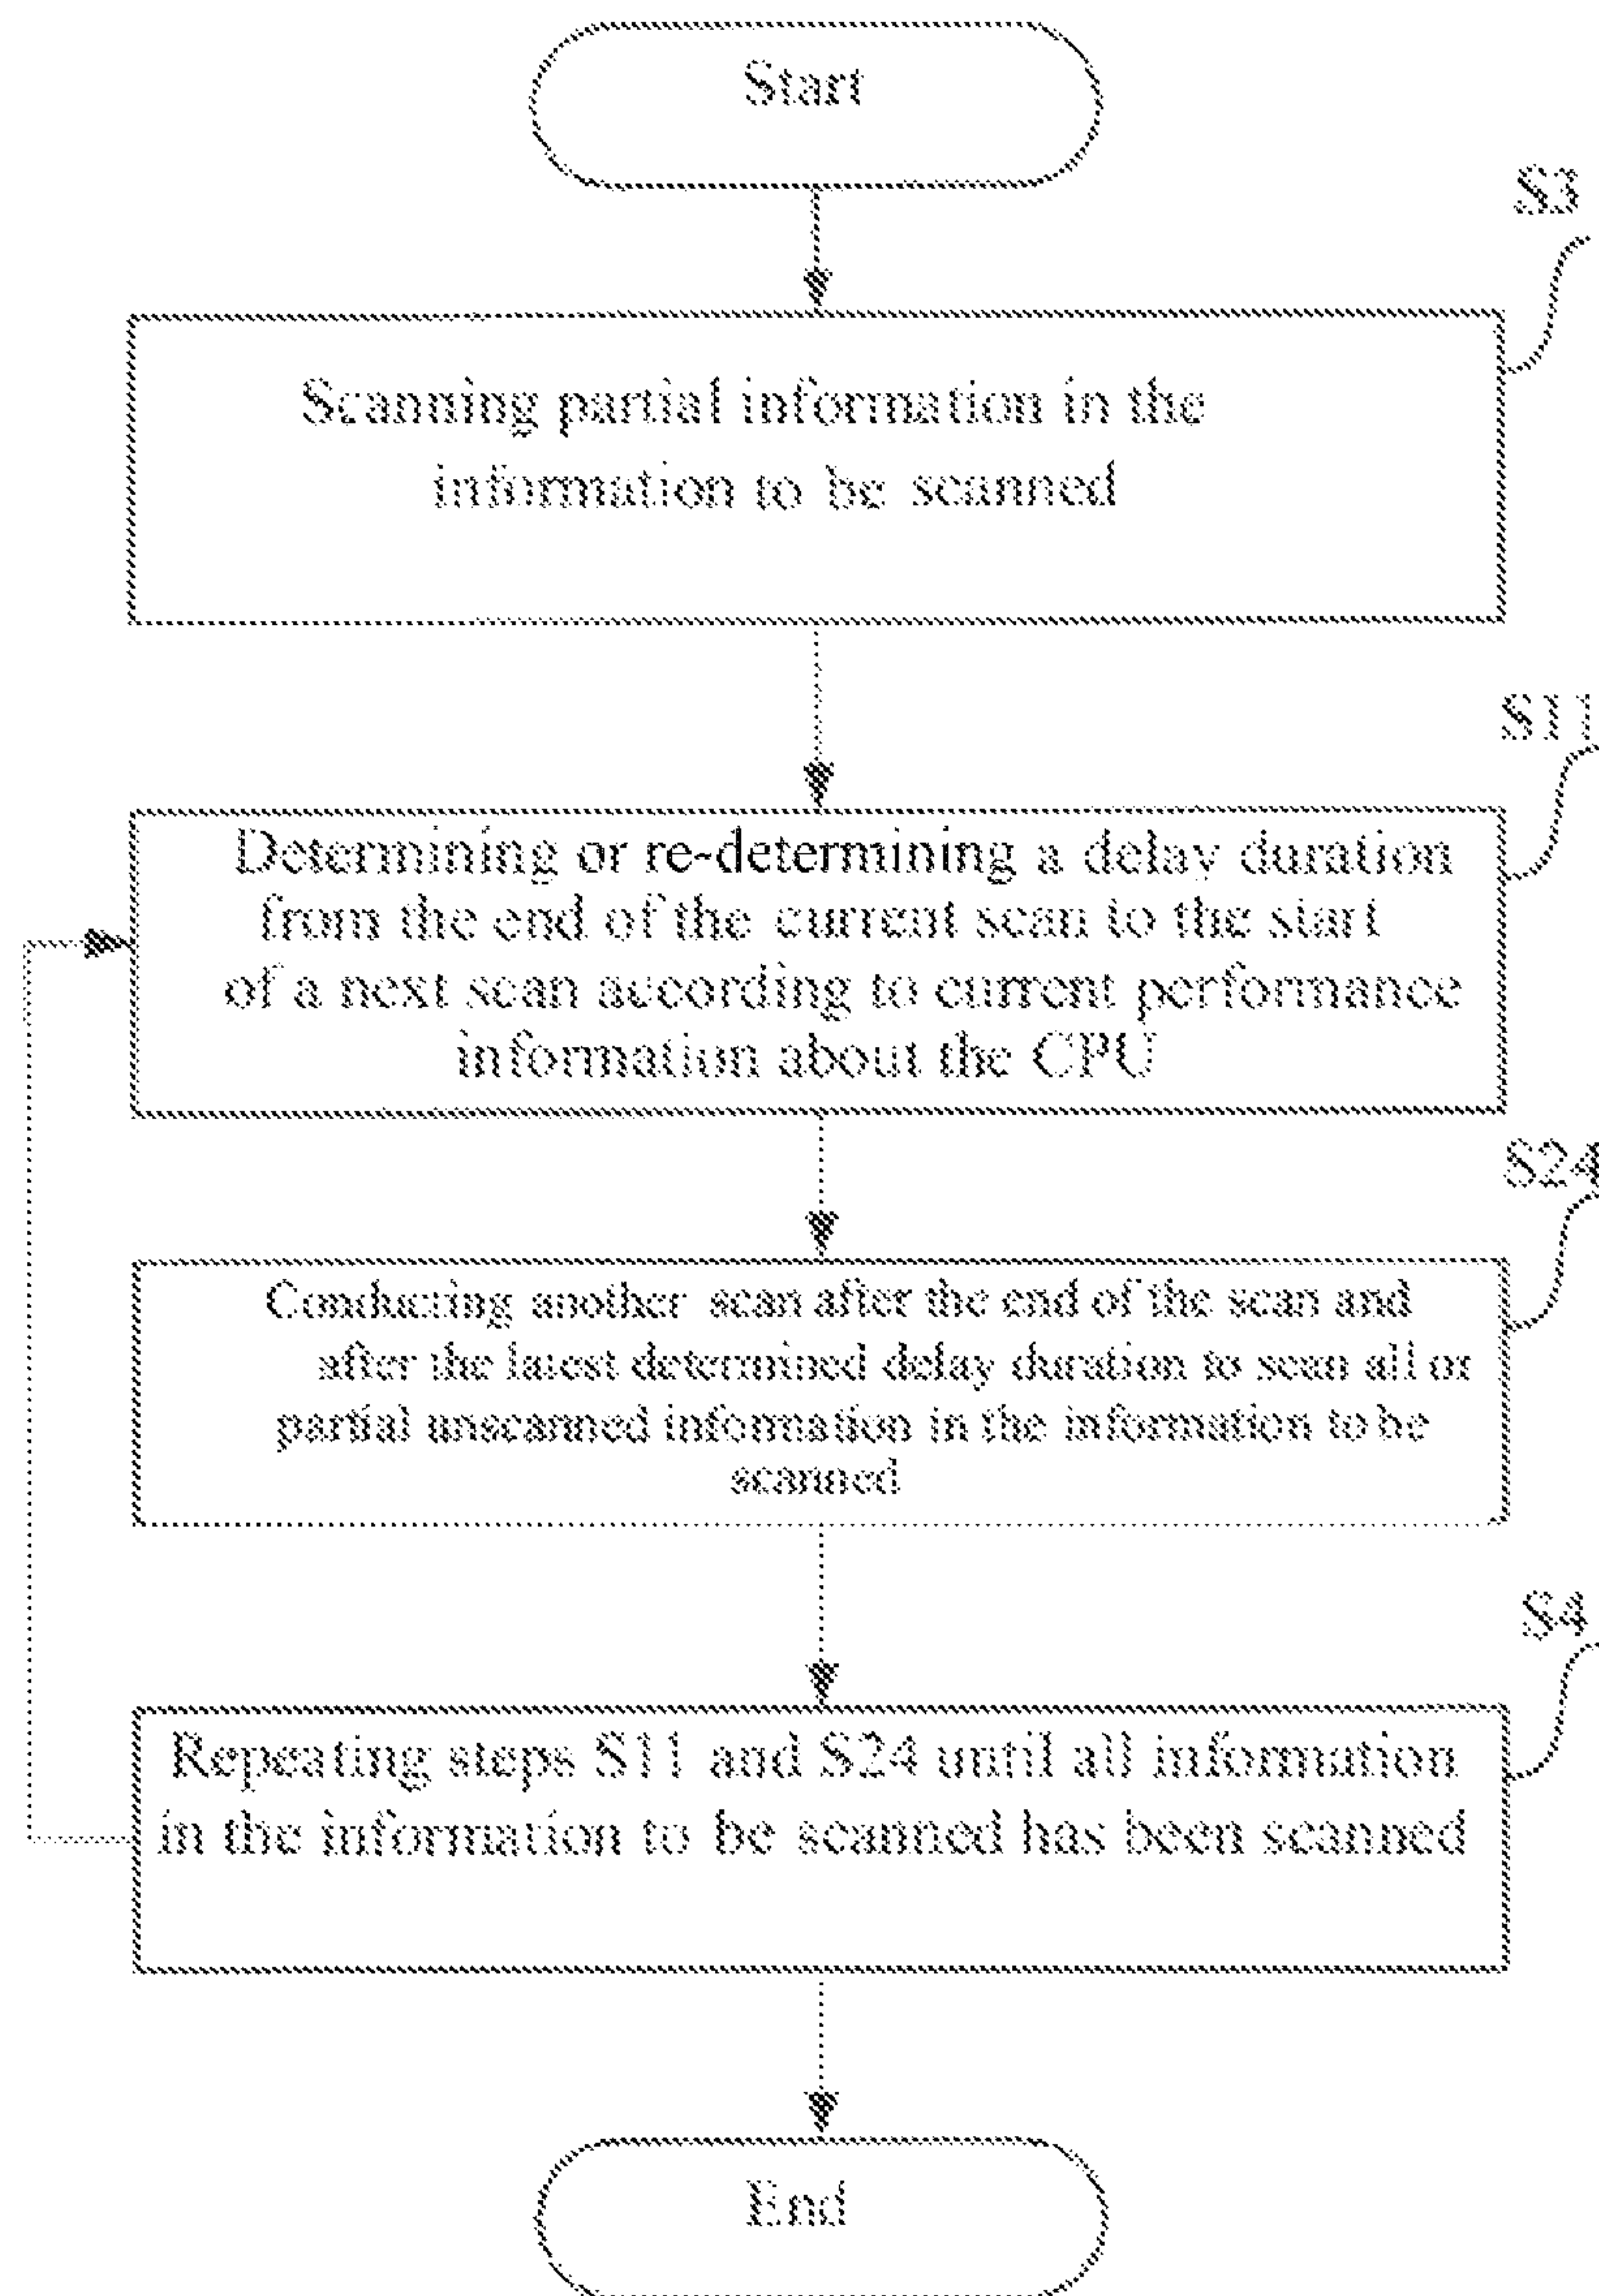 Start
S3
Scanning partial information in the
information to be scanned
S11
Determining or re-determining a delay duration
from the end of the current scan to the start
of a next scan according to current performance
information about the CPU
S24
Conducting another scan after the end of the scan and
after the latest determined delay duration to scan all or
partial unscanned information in the information to be
scanned
S4
Repeating steps S11 and S24 until all information
in the information to be scanned has been scanned
End